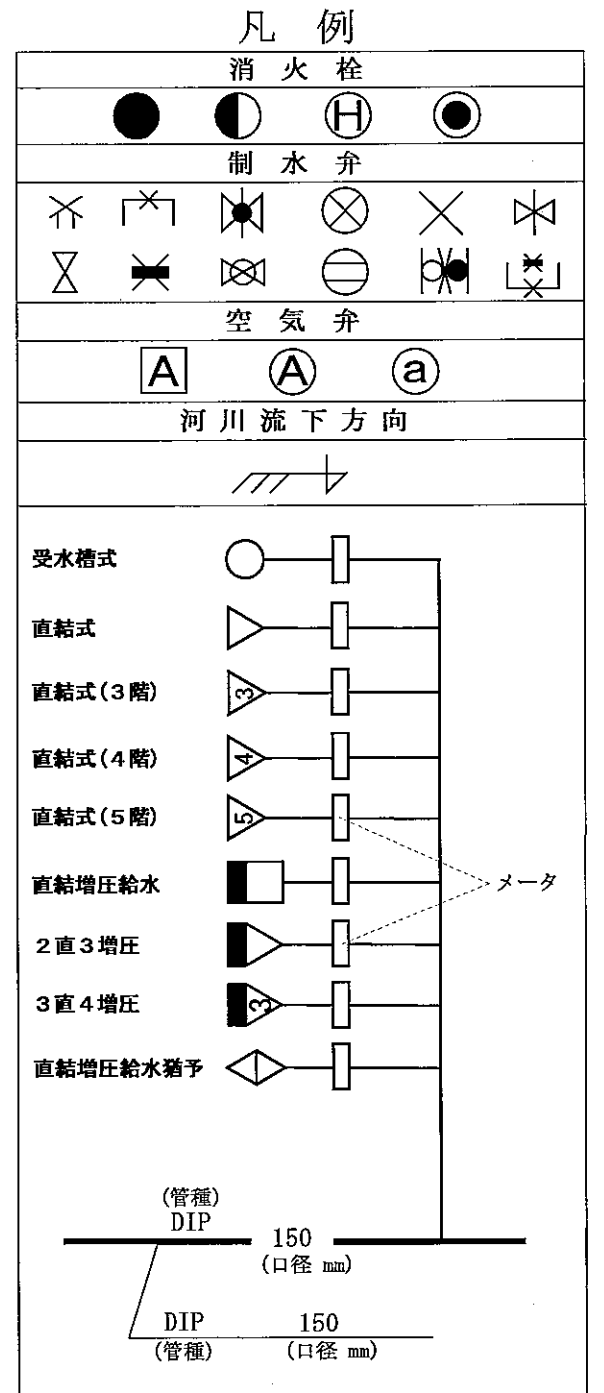 凡例
消火栓
H
制水弁
空気弁
A A a
河川流下方向
受水槽式
直結式
直結式(3階) 3
直結式(4階) 4
直結式(5階) 5
メータ
直結増圧給水
2直3増圧
3直4増圧 3
直結増圧給水猶予
(管種)
DIP 150
(口径 mm)
DIP 150
(管種) (口径 mm)